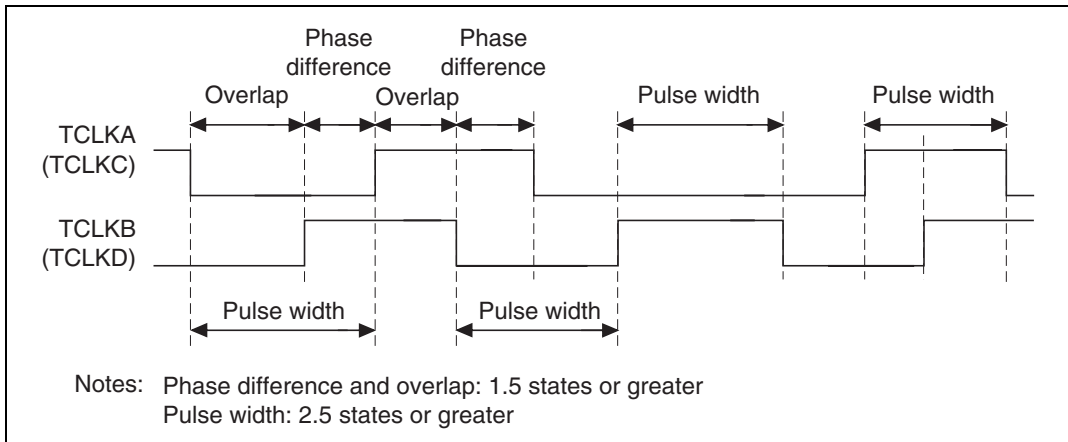 Phase
difference
Phase
difference
Overlap
Overlap
Pulse width
Pulse width
TCLKA
(TCLKC)
TCLKB
(TCLKD)
Pulse width
Pulse width
Notes: Phase difference and overlap: 1.5 states or greater
Pulse width: 2.5 states or greater